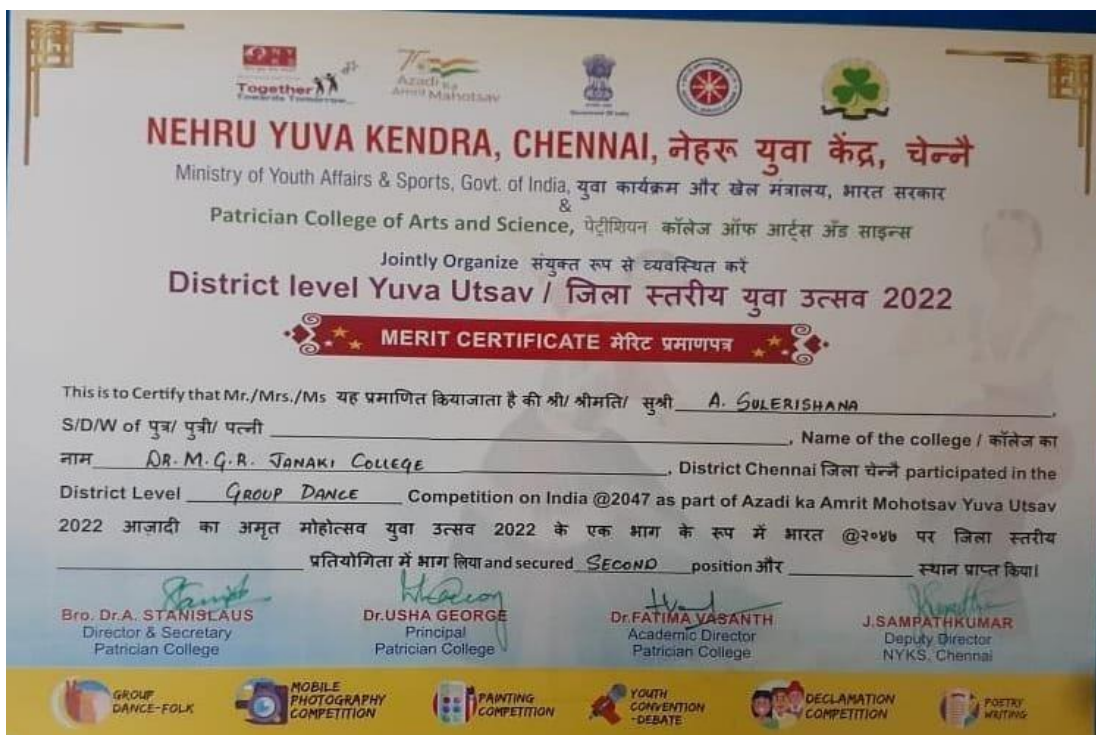 Together
Towards Tomorrow...
Azadi Ka
Amrit Mahotsav
NEHRU YUVA KENDRA, CHENNAI, नेहरू युवा केंद्र, चेन्नै
Ministry of Youth Affairs & Sports, Govt. of India, युवा कार्यक्रम और खेल मंत्रालय, भारत सरकार
&
Patrician College of Arts and Science, पेट्रीशियन कॉलेज ऑफ आर्ट्स अँड साइन्स
Jointly Organize संयुक्त रूप से व्यवस्थित करें
District level Yuva Utsav / जिला स्तरीय युवा उत्सव 2022
MERIT CERTIFICATE मेरिट प्रमाणपत्र
This is to Certify that Mr./Mrs./Ms यह प्रमाणित कियाजाता है की श्री/ श्रीमति/ सुश्री A. SULERISHANA,
S/D/W of पुत्र/ पुत्री/ पत्नी , Name of the college / कॉलेज का
नाम DR. M.G.R. JANAKI COLLEGE, District Chennai जिला चेन्नै participated in the
District Level GROUP DANCE Competition on India @2047 as part of Azadi ka Amrit Mohotsav Yuva Utsav
2022 आज़ादी का अमृत मोहोत्सव युवा उत्सव 2022 के एक भाग के रूप में भारत @२०४७ पर जिला स्तरीय
प्रतियोगिता में भाग लिया and secured SECOND position और स्थान प्राप्त किया।
Bro. Dr.A. STANISLAUS Dr.USHA GEORGE Dr.FATIMA VASANTH J.SAMPATHKUMAR
Director & Secretary Principal Academic Director Deputy Director
Patrician College Patrician College Patrician College NYKS, Chennai
GROUP DANCE-FOLK
MOBILE PHOTOGRAPHY COMPETITION
PAINTING COMPETITION
YOUTH CONVENTION -DEBATE
DECLAMATION COMPETITION
POETRY WRITING